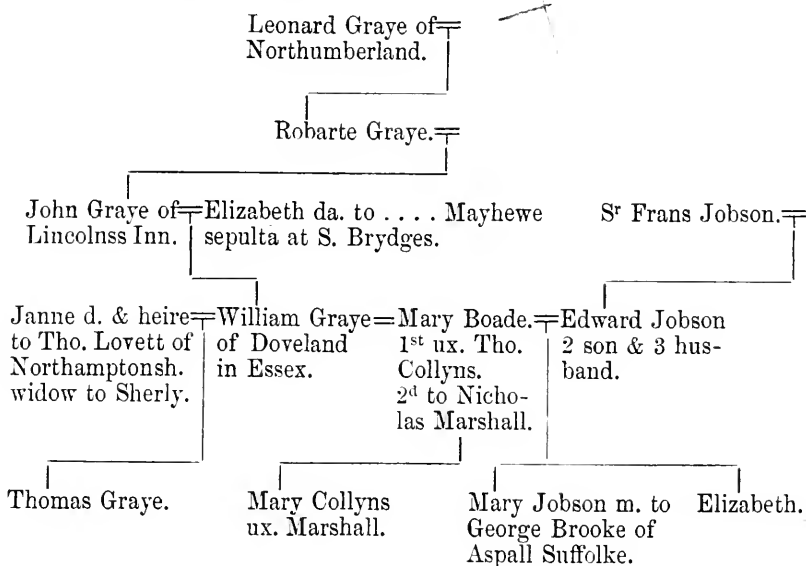 Leonard Graye of
Northumberland.
Robarte Graye.
John Graye of
Lincolnss Inn.
Elizabeth da. to .... Mayhewe
sepulta at S. Brydges.
Sr Frans Jobson.
Janne d. & heire
to Tho. Lovett of
Northamptonsh.
widow to Sherly.
William Graye
of Doveland
in Essex.
Mary Boade.
1st ux. Tho.
Collyns.
2d to Nicho-
las Marshall.
Edward Jobson
2 son & 3 hus-
band.
Thomas Graye.
Mary Collyns
ux. Marshall.
Mary Jobson m. to
George Brooke of
Aspall Suffolke.
Elizabeth.